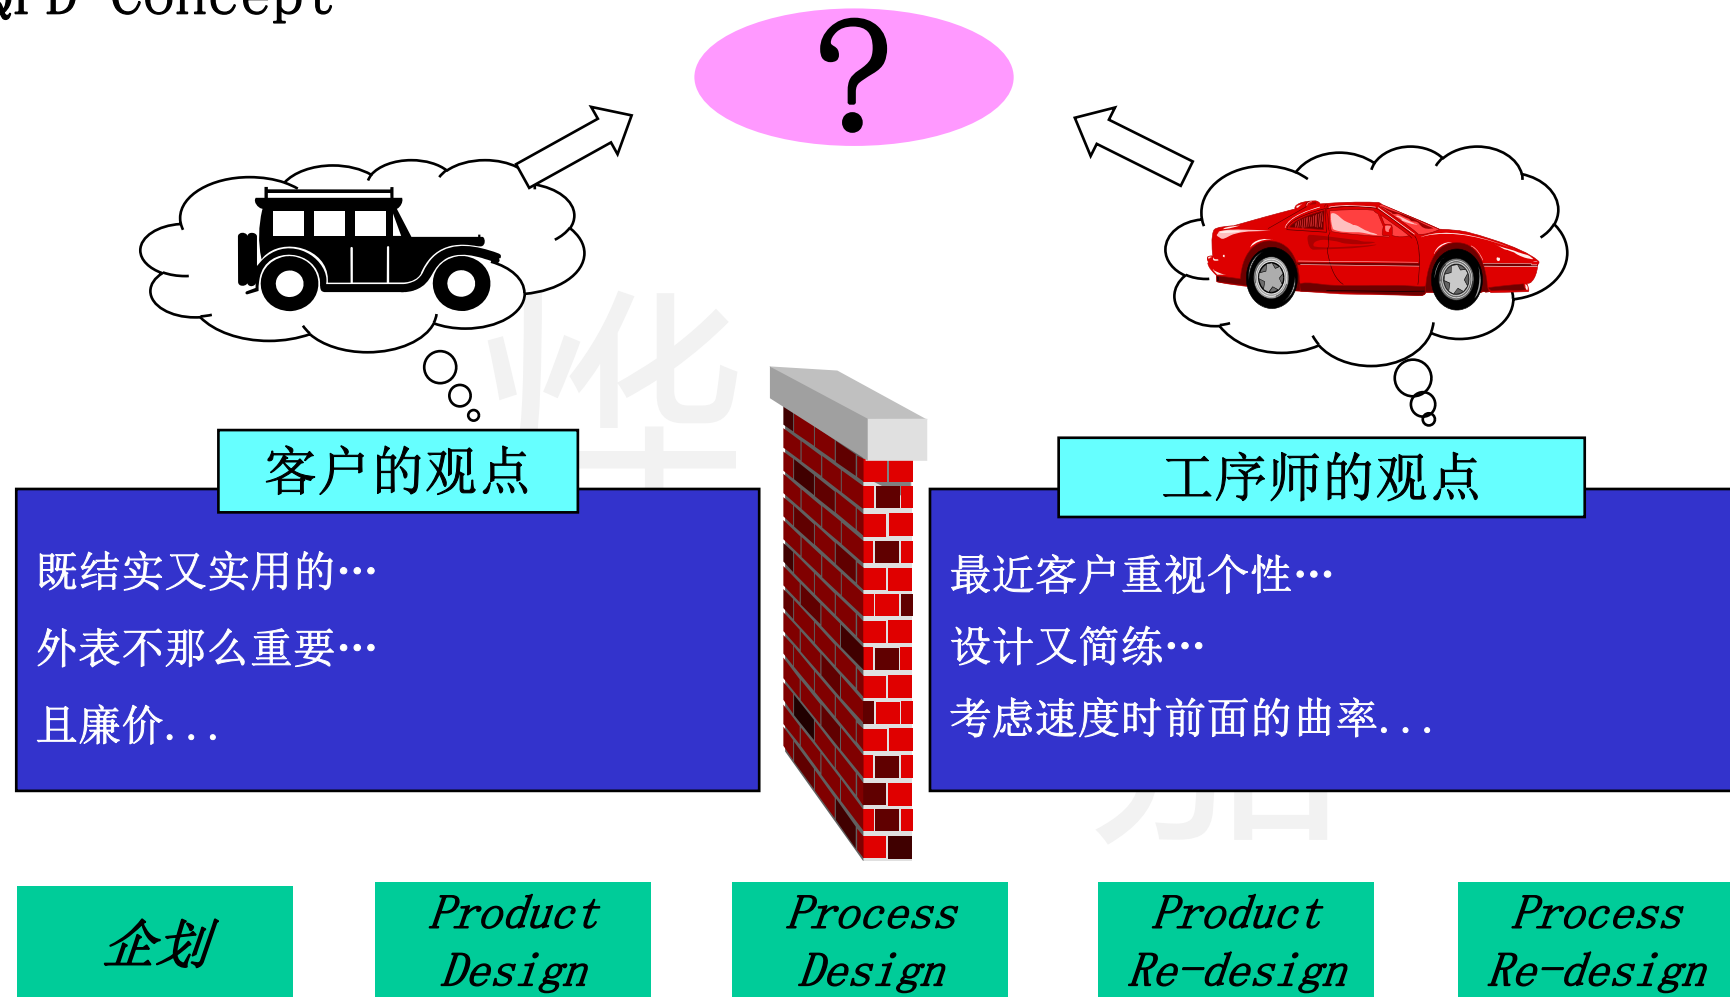 QFD Concept
?
客户的观点
工序师的观点
既结实又实用的…
外表不那么重要…
且廉价...
最近客户重视个性…
设计又简练…
考虑速度时前面的曲率...
企划
Product
Design
Process
Design
Product
Re-design
Process
Re-design